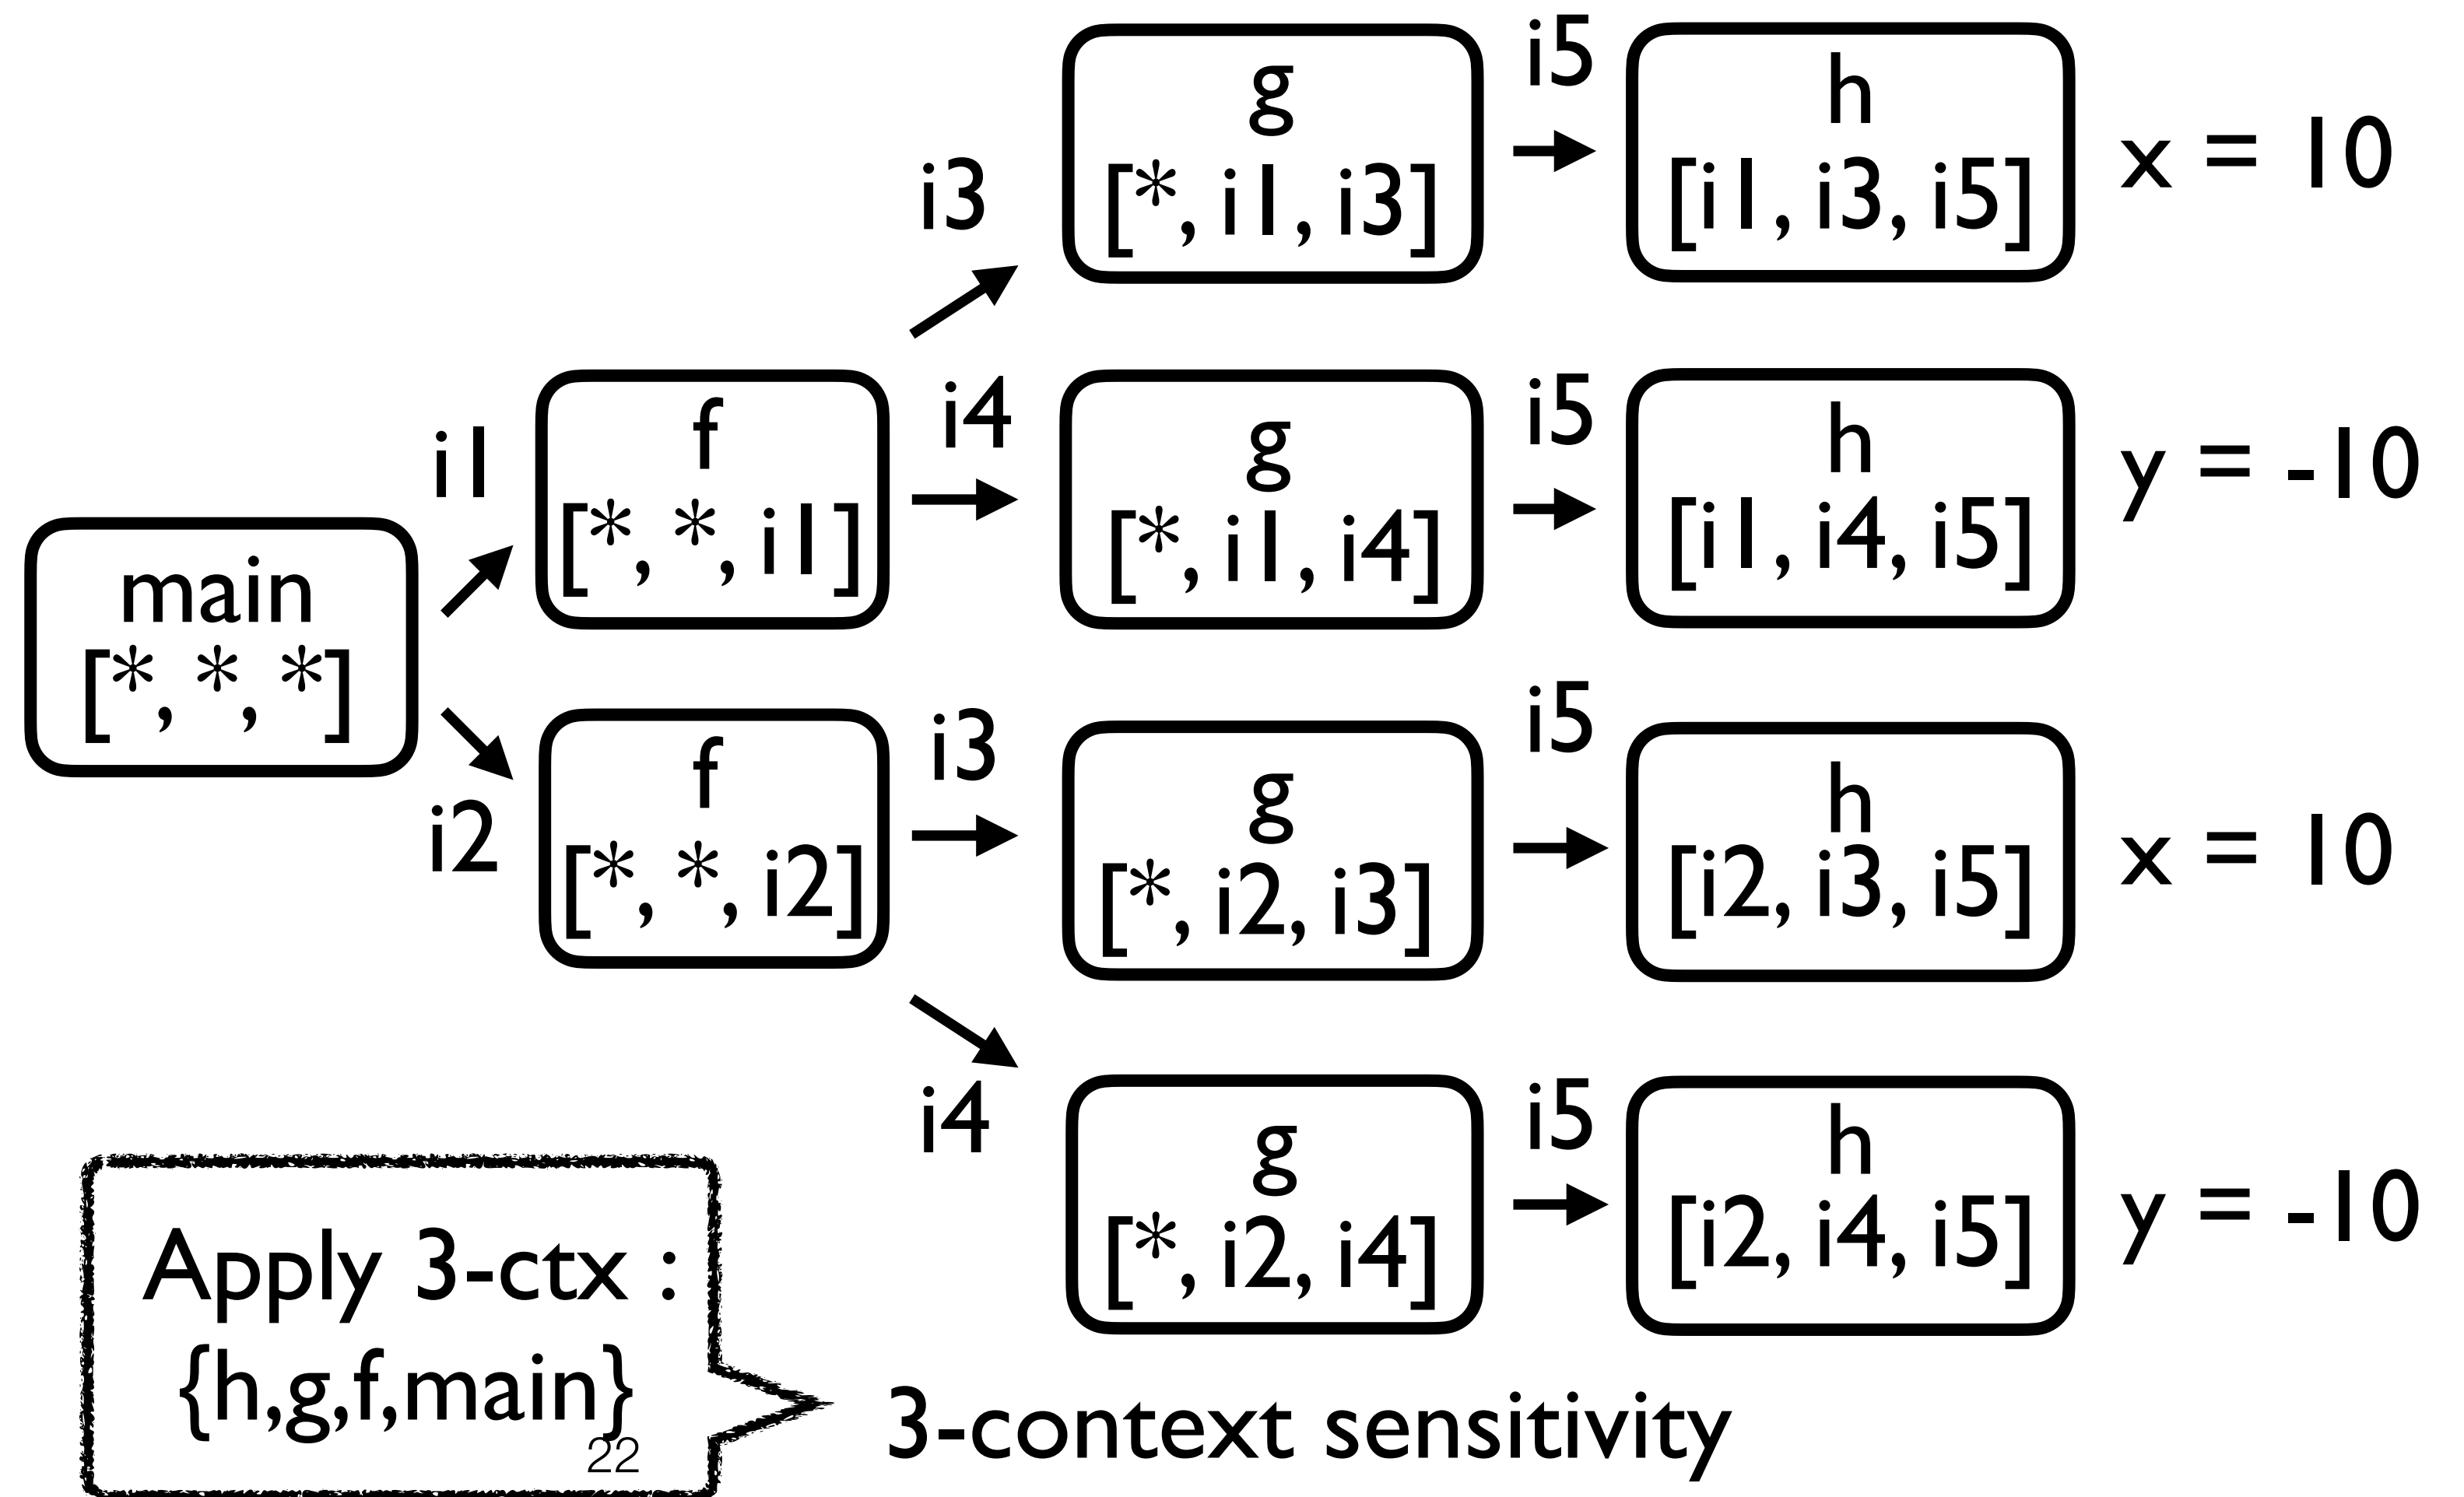 i3
g
[*, i1, i3]
i5
h
[i1, i3, i5]
x = 10
i1
f
[*, *, i1]
i4
g
[*, i1, i4]
i5
h
[i1, i4, i5]
y = -10
main
[*, *, *]
i2
f
[*, *, i2]
i3
g
[*, i2, i3]
i5
h
[i2, i3, i5]
x = 10
i4
g
[*, i2, i4]
i5
h
[i2, i4, i5]
y = -10
Apply 3-ctx :
{h,g,f,main}
22
3-context sensitivity